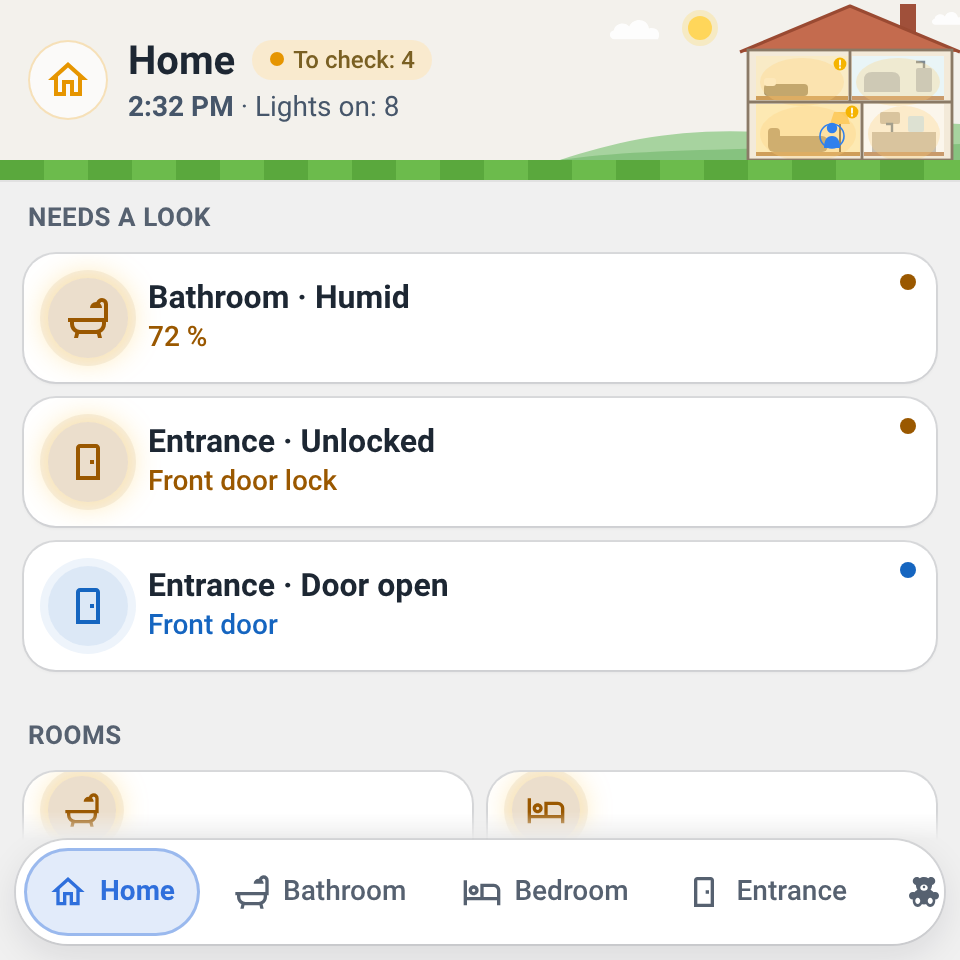 Home
To check: 4
2:32 PM · Lights on: 8
NEEDS A LOOK
Bathroom · Humid
72 %
Entrance · Unlocked
Front door lock
Entrance · Door open
Front door
ROOMS
Home
Bathroom
Bedroom
Entrance